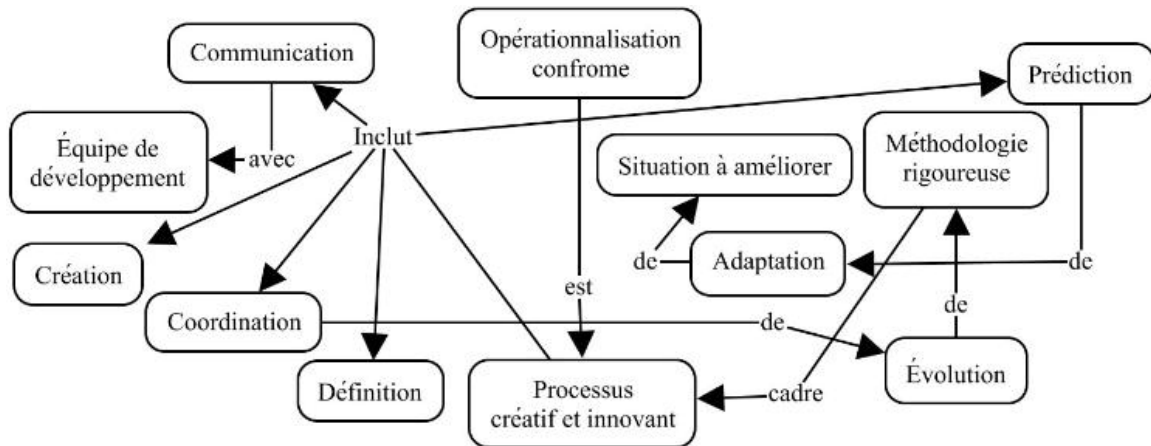 Communication
Opérationnalisation
confrome
Prédiction
Équipe de
développement
avec
Inclut
Situation à améliorer
Méthodologie
rigoureuse
Création
de
Adaptation
de
est
Coordination
de
de
Définition
Processus
créatif et innovant
cadre
Évolution